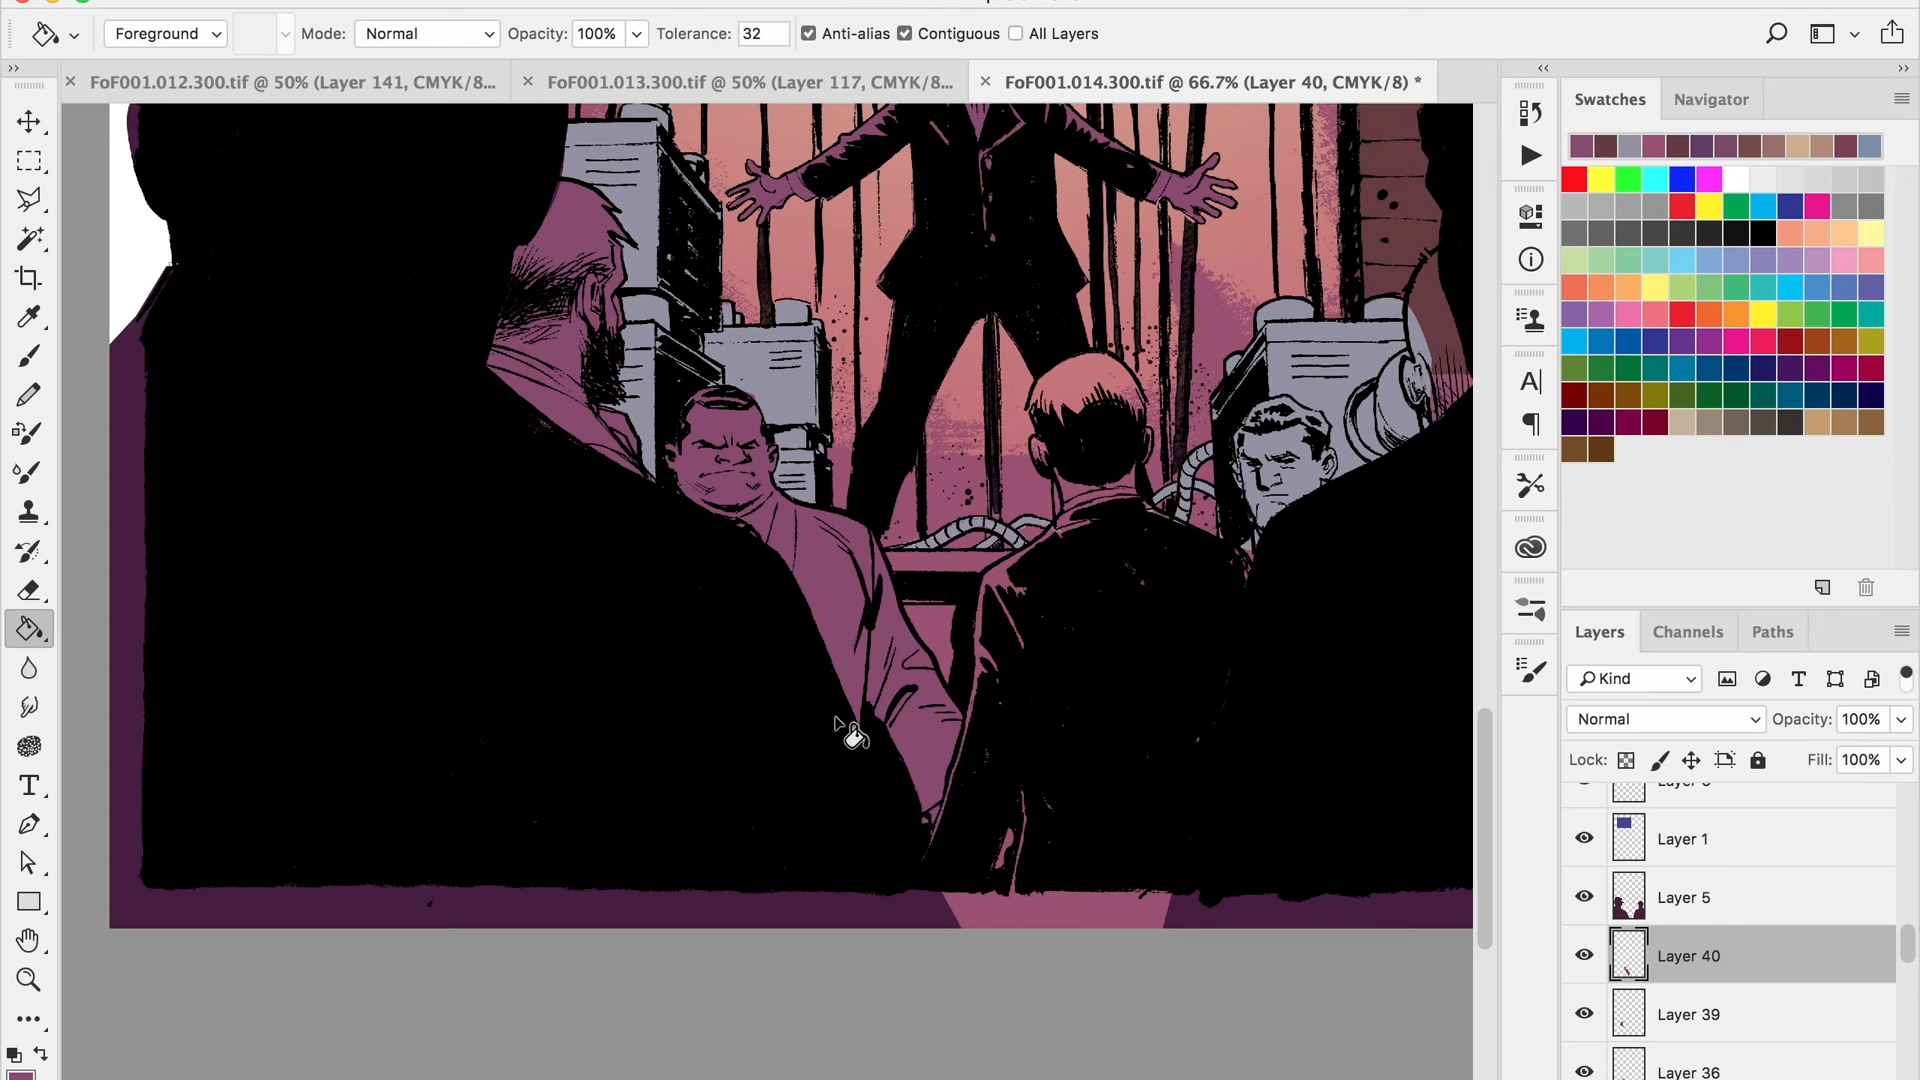 Foreground
Mode: Normal
Opacity: 100%
Tolerance: 32
Anti-alias
Contiguous
All Layers
FoF001.012.300.tif @ 50% (Layer 141, CMYK/8...
FoF001.013.300.tif @ 50% (Layer 117, CMYK/8...
FoF001.014.300.tif @ 66.7% (Layer 40, CMYK/8) *
Swatches
Navigator
Layers
Channels
Paths
Kind
Normal
Opacity: 100%
Lock:
Fill: 100%
Layer 1
Layer 5
Layer 40
Layer 39
Layer 36